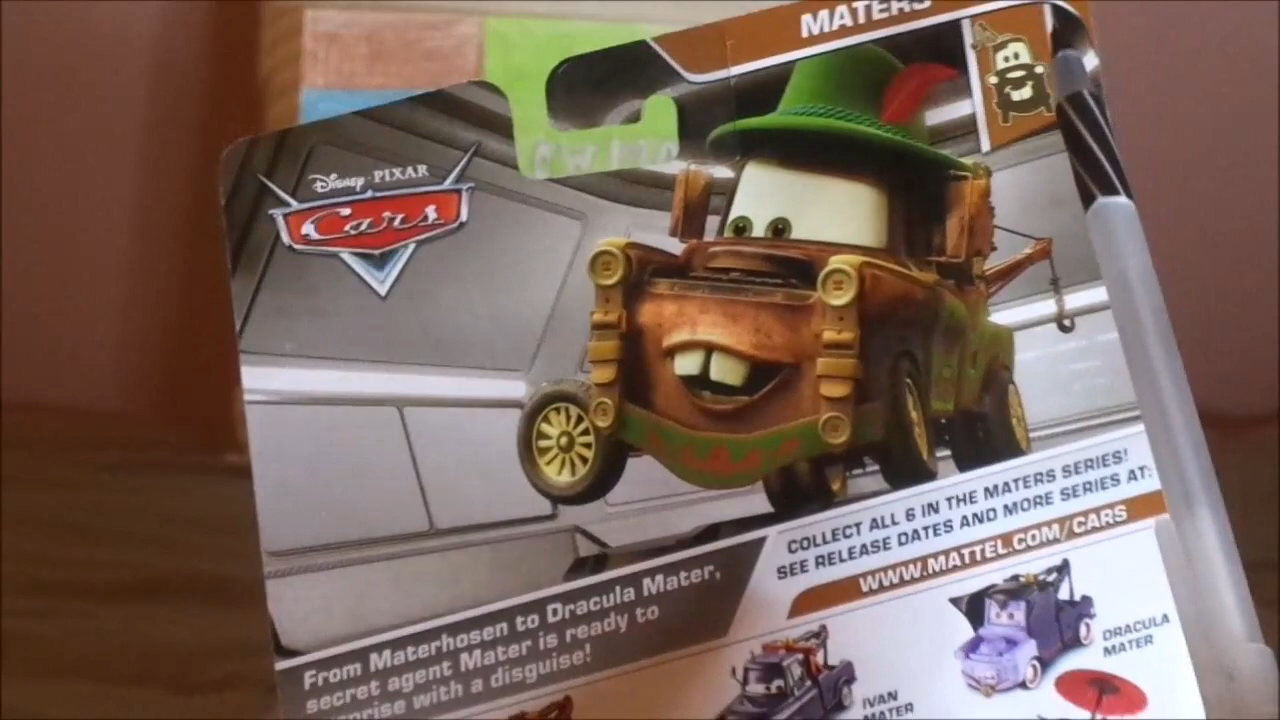 MATERS
DISNEY·PIXAR
Cars
COLLECT ALL 6 IN THE MATERS SERIES!
SEE RELEASE DATES AND MORE SERIES AT:
WWW.MATTEL.COM/CARS
From Materhosen to Dracula Mater,
secret agent Mater is ready to
with a disguise!
DRACULA
MATER
IVAN
MATER